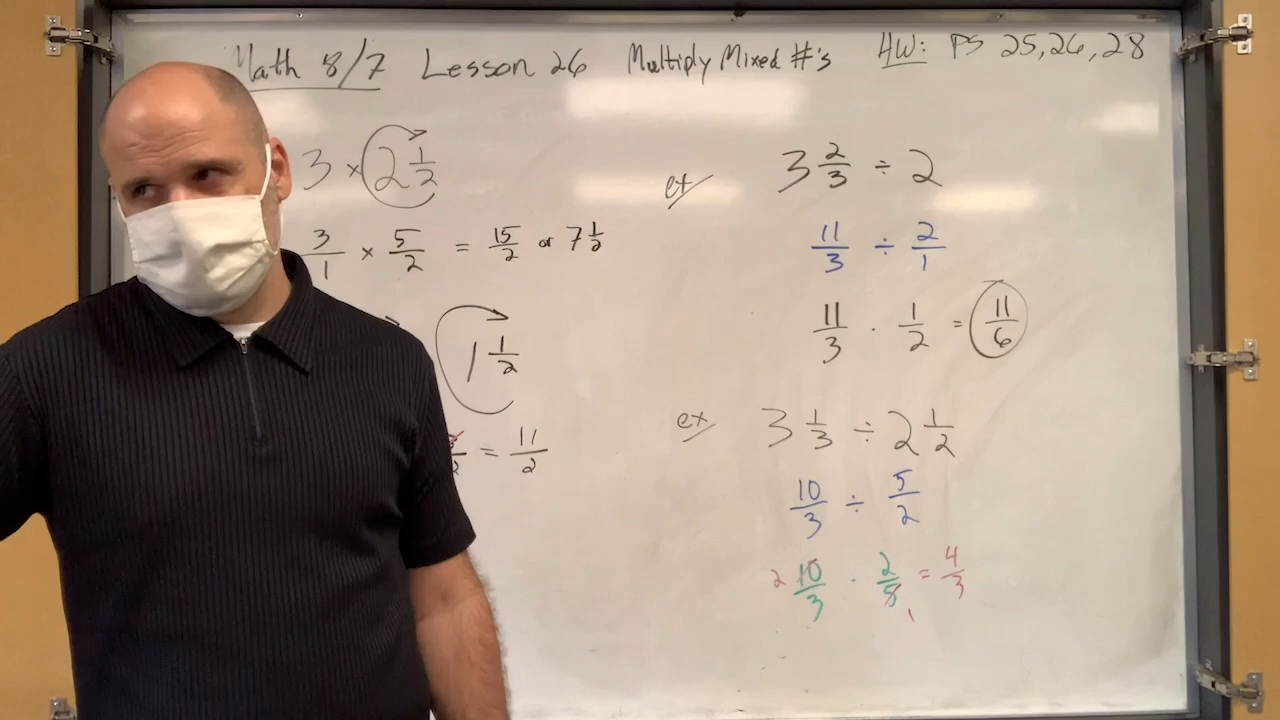 Math 8/7 Lesson 26 Multiply Mixed #'s HW: PS 25, 26, 28
3 × 2 1/2
3/1 × 5/2 = 15/2 or 7 1/2
1 1/2
/2 = 11/2
ex 3 2/3 ÷ 2
11/3 ÷ 2/1
11/3 · 1/2 = 11/6
ex 3 1/3 ÷ 2 1/2
10/3 ÷ 5/2
2 10/3 · 2/5 1 = 4/3